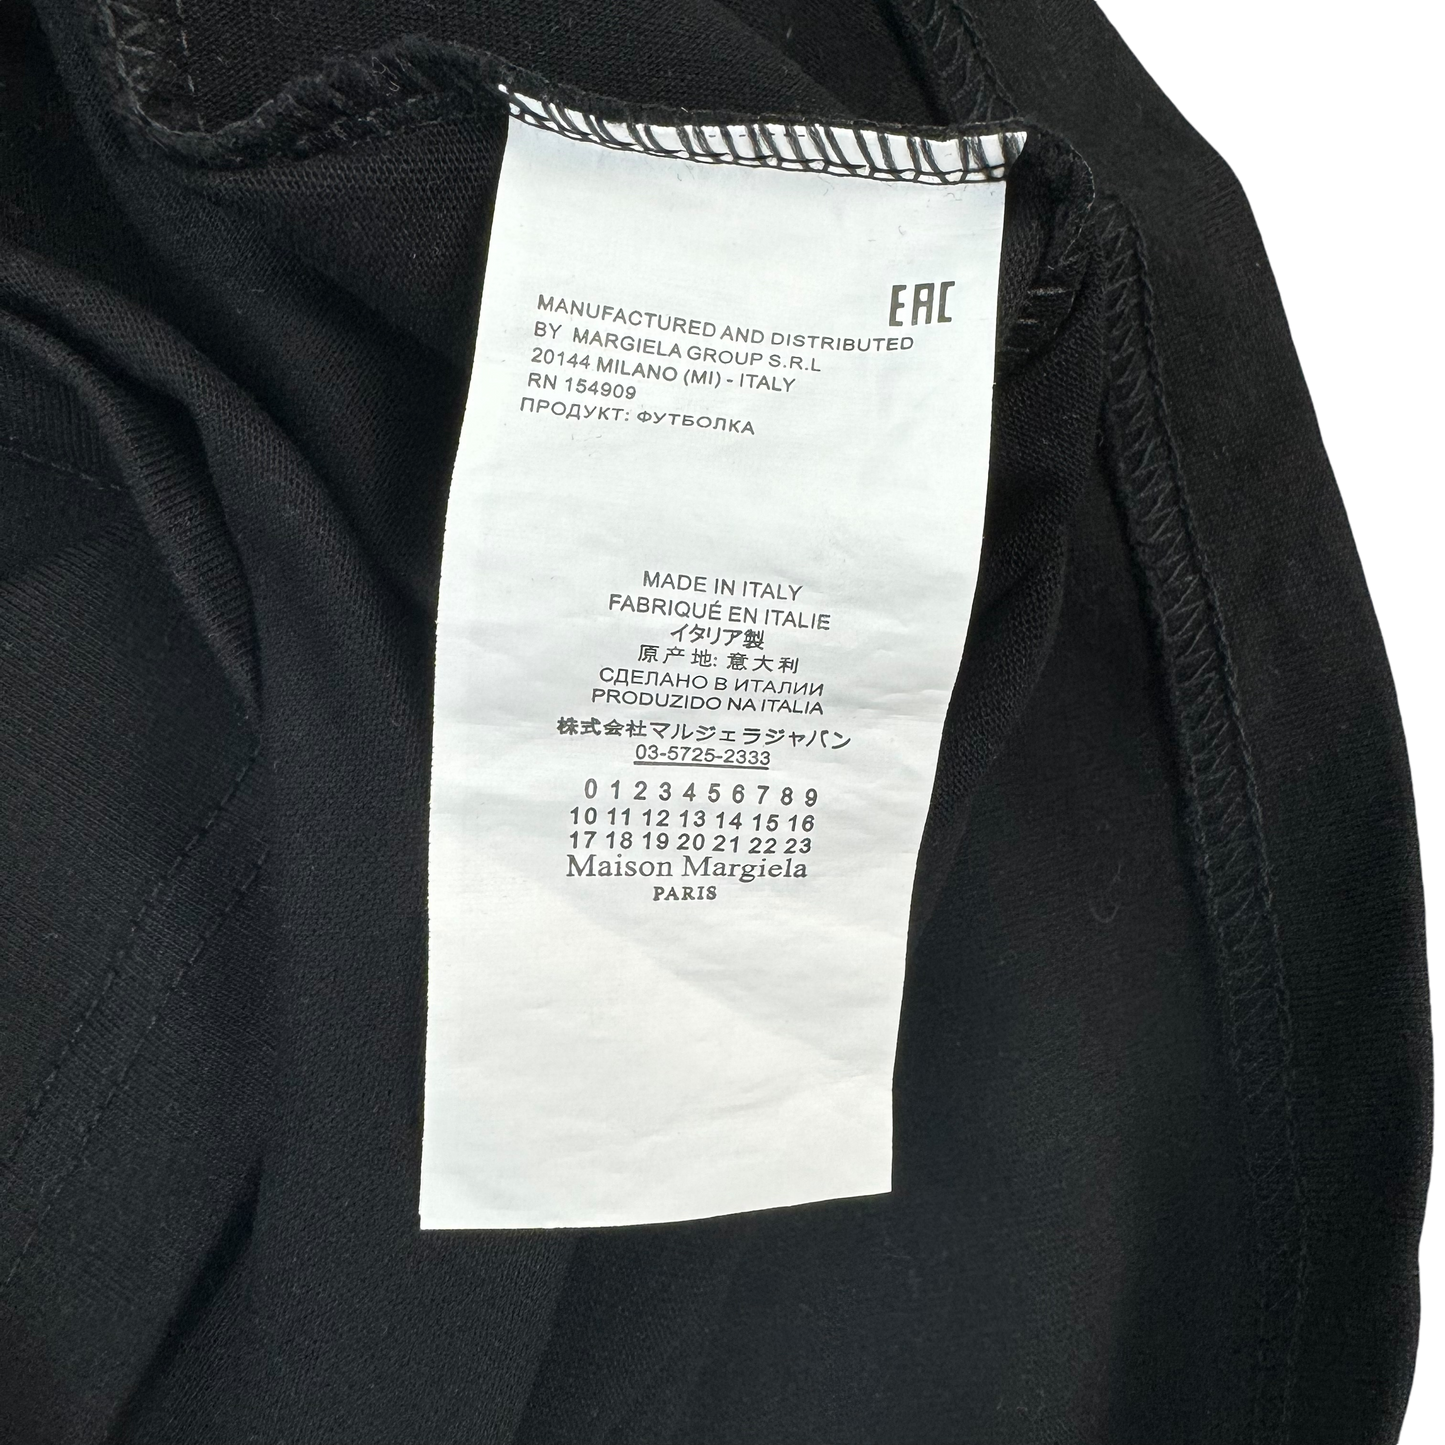 EAC
MANUFACTURED AND DISTRIBUTED
BY MARGIELA GROUP S.R.L
20144 MILANO (MI) - ITALY
RN 154909
ПРОДУКТ: ФУТБОЛКА
MADE IN ITALY
FABRIQUÉ EN ITALIE
イタリア製
原产地: 意大利
СДЕЛАНО В ИТАЛИИ
PRODUZIDO NA ITALIA
株式会社マルジェラジャパン
03-5725-2333
0 1 2 3 4 5 6 7 8 9
10 11 12 13 14 15 16
17 18 19 20 21 22 23
Maison Margiela
PARIS